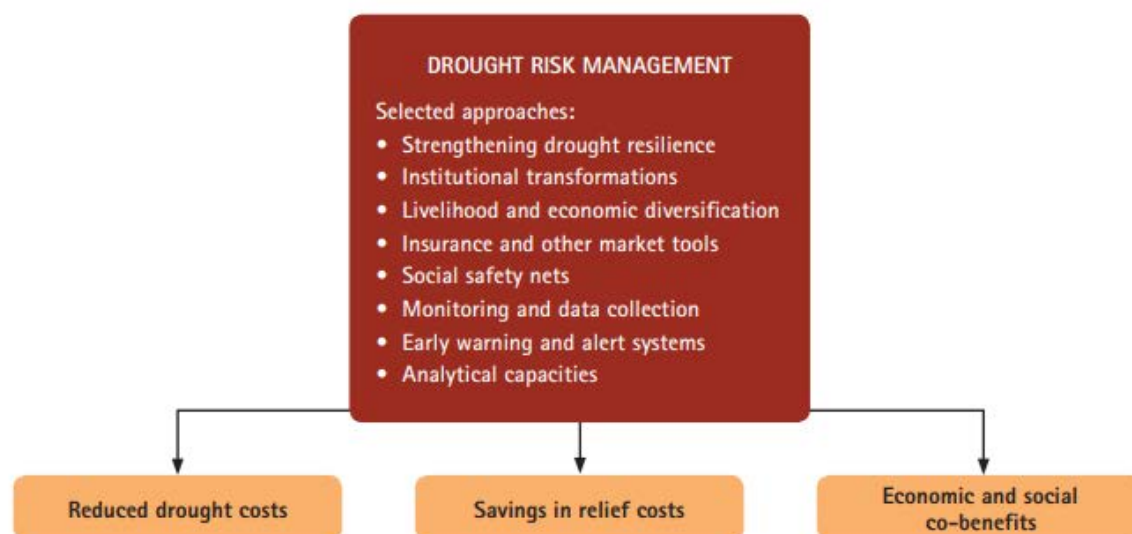 DROUGHT RISK MANAGEMENT
Selected approaches:
• Strengthening drought resilience
• Institutional transformations
• Livelihood and economic diversification
• Insurance and other market tools
• Social safety nets
• Monitoring and data collection
• Early warning and alert systems
• Analytical capacities
Reduced drought costs
Savings in relief costs
Economic and social
co-benefits